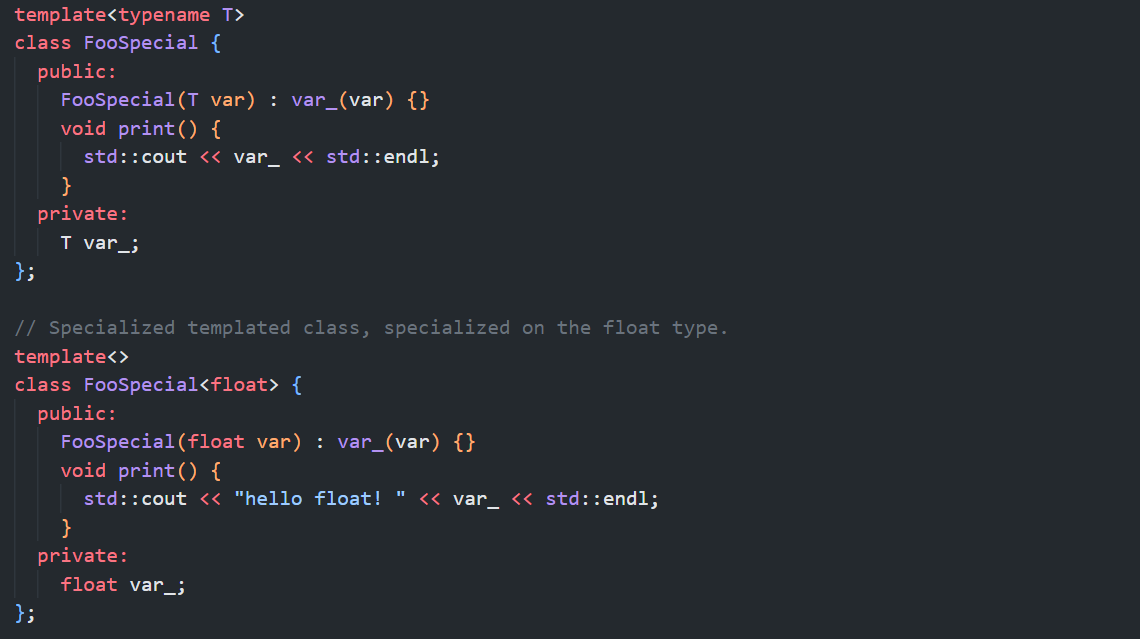 template<typename T>
class FooSpecial {
  public:
    FooSpecial(T var) : var_(var) {}
    void print() {
      std::cout << var_ << std::endl;
    }
  private:
    T var_;
};

// Specialized templated class, specialized on the float type.
template<>
class FooSpecial<float> {
  public:
    FooSpecial(float var) : var_(var) {}
    void print() {
      std::cout << "hello float! " << var_ << std::endl;
    }
  private:
    float var_;
};